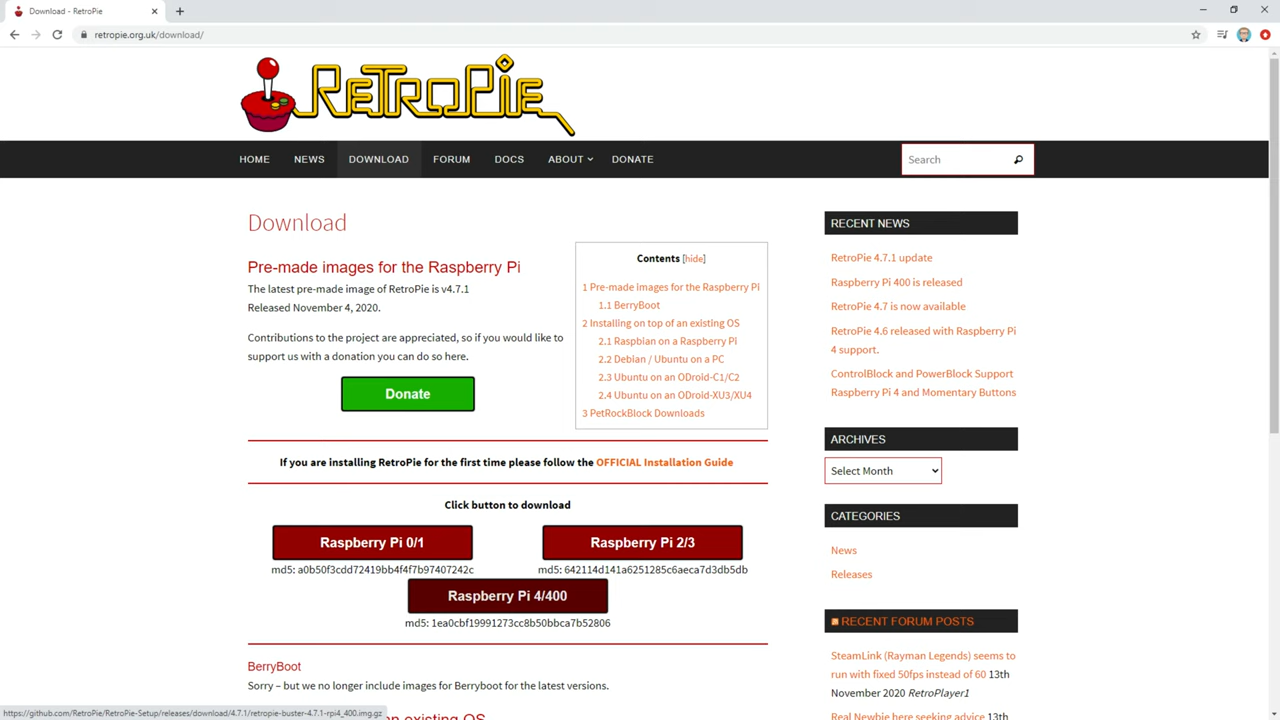 Download - RetroPie
retropie.org.uk/download/
RETROPIE
HOME NEWS DOWNLOAD FORUM DOCS ABOUT DONATE
Search
Download
Pre-made images for the Raspberry Pi
The latest pre-made image of RetroPie is v4.7.1
Released November 4, 2020.
Contributions to the project are appreciated, so if you would like to
support us with a donation you can do so here.
Donate
Contents [hide]
1 Pre-made images for the Raspberry Pi
1.1 BerryBoot
2 Installing on top of an existing OS
2.1 Raspbian on a Raspberry Pi
2.2 Debian / Ubuntu on a PC
2.3 Ubuntu on an ODroid-C1/C2
2.4 Ubuntu on an ODroid-XU3/XU4
3 PetRockBlock Downloads
If you are installing RetroPie for the first time please follow the OFFICIAL Installation Guide
Click button to download
Raspberry Pi 0/1
md5: a0b50f3cdd72419bb4f4f7b97407242c
Raspberry Pi 2/3
md5: 642114d141a6251285c6aeca7d3db5db
Raspberry Pi 4/400
md5: 1ea0cbf19991273cc8b50bbca7b52806
BerryBoot
Sorry – but we no longer include images for Berryboot for the latest versions.
an existing OS
RECENT NEWS
RetroPie 4.7.1 update
Raspberry Pi 400 is released
RetroPie 4.7 is now available
RetroPie 4.6 released with Raspberry Pi
4 support.
ControlBlock and PowerBlock Support
Raspberry Pi 4 and Momentary Buttons
ARCHIVES
Select Month
CATEGORIES
News
Releases
RECENT FORUM POSTS
SteamLink (Rayman Legends) seems to
run with fixed 50fps instead of 60 13th
November 2020 RetroPlayer1
Real Newbie here seeking advice 13th
https://github.com/RetroPie/RetroPie-Setup/releases/download/4.7.1/retropie-buster-4.7.1-rpi4_400.img.gz